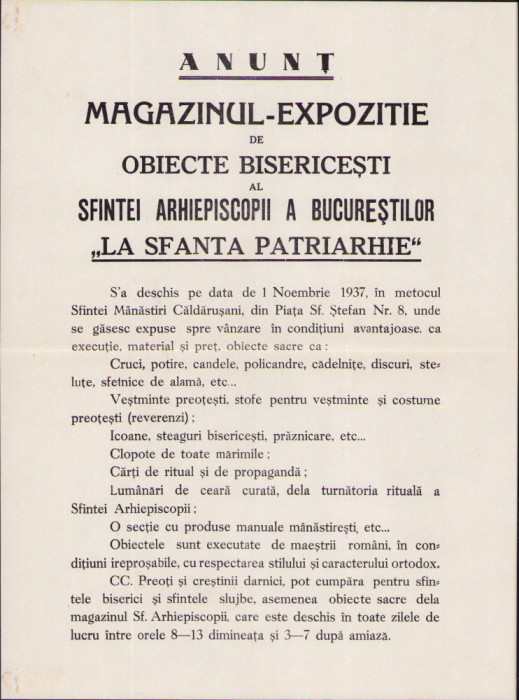 ANUNȚ
MAGAZINUL-EXPOZITIE
DE
OBIECTE BISERICEȘTI
AL
SFINTEI ARHIEPISCOPII A BUCUREȘTILOR
„LA SFANTA PATRIARHIE“
S'a deschis pe data de 1 Noembrie 1937, în metocul
Sfintei Mănăstiri Căldărușani, din Piața Sf. Ștefan Nr. 8, unde
se găsesc expuse spre vânzare în condițiuni avantajoase, ca
execuție, material și preț, obiecte sacre ca :
Cruci, potire, candele, policandre, cădelnițe, discuri, ste-
luțe, sfetnice de alamă, etc...
Veștminte preoțești, stofe pentru veștminte și costume
preoțești (reverenzi) ;
Icoane, steaguri bisericești, prăznicare, etc...
Clopote de toate mărimile ;
Cărți de ritual și de propagandă ;
Lumânări de ceară curată, dela turnătoria rituală a
Sfintei Arhiepiscopii ;
O secție cu produse manuale mânăstirești, etc...
Obiectele sunt executate de maeștrii români, în con-
dițiuni ireproșabile, cu respectarea stilului și caracterului ortodox.
CC. Preoți și creștinii darnici, pot cumpăra pentru sfin-
tele biserici și sfintele slujbe, asemenea obiecte sacre dela
magazinul Sf. Arhiepiscopii, care este deschis în toate zilele de
lucru între orele 8—13 dimineața și 3—7 după amiază.